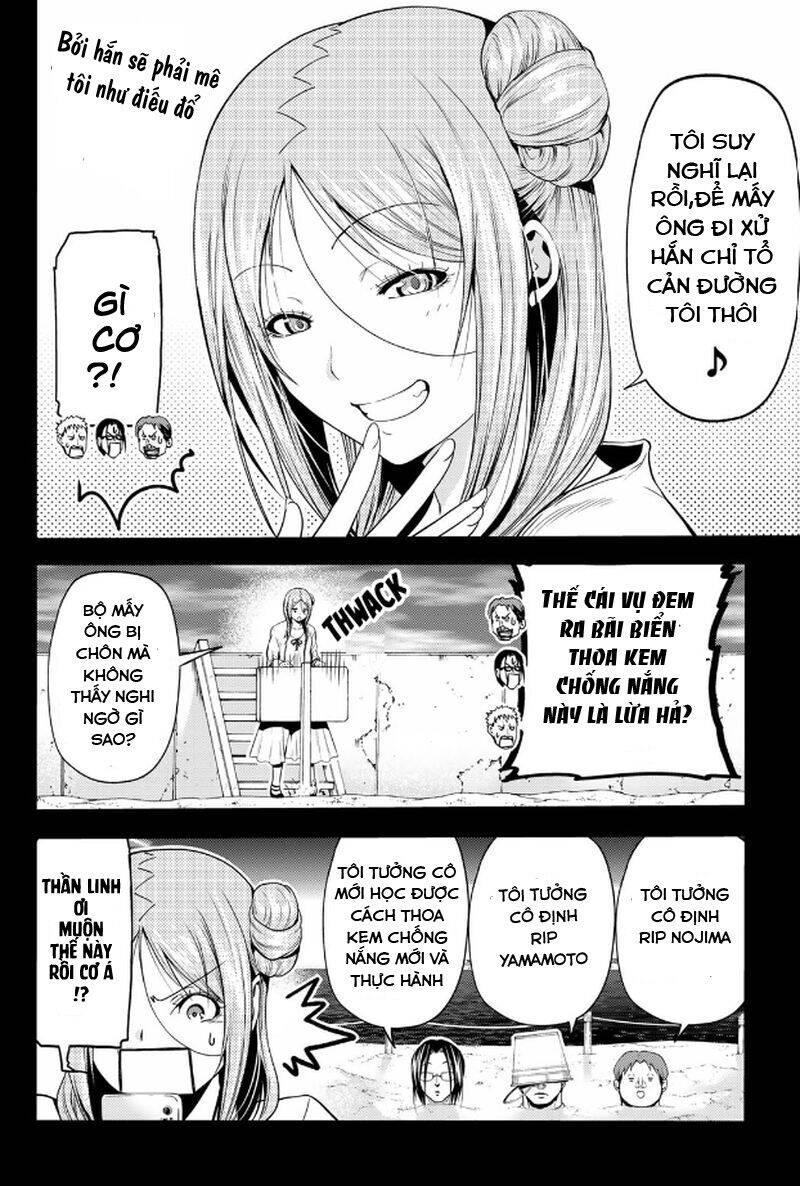 TÔI SUY
NGHĨ LẠI
RỒI,ĐỂ MẤY
ÔNG ĐI XỬ
HẮN CHỈ TỔ
CẢN ĐƯỜNG
TÔI THÔI
♪
Bởi hắn sẽ phải mê
tôi như điếu đổ
GÌ
CƠ
?!
THẾ CÁI VỤ ĐEM
RA BÃI BIỂN
THOA KEM
CHỐNG NẮNG
NÀY LÀ LỪA HẢ?
THWACK
BỘ MẤY
ÔNG BỊ
CHÔN MÀ
KHÔNG
THẤY NGHI
NGỜ GÌ
SAO?
TÔI TƯỞNG
CÔ ĐỊNH
RIP NOJIMA
TÔI TƯỞNG
CÔ ĐỊNH
RIP
YAMAMOTO
TÔI TƯỞNG CÔ
MỚI HỌC ĐƯỢC
CÁCH THOA
KEM CHỐNG
NẮNG MỚI VÀ
THỰC HÀNH
THẦN LINH
ƠI
MUỘN
THẾ NÀY
RỒI CƠ Á
!?